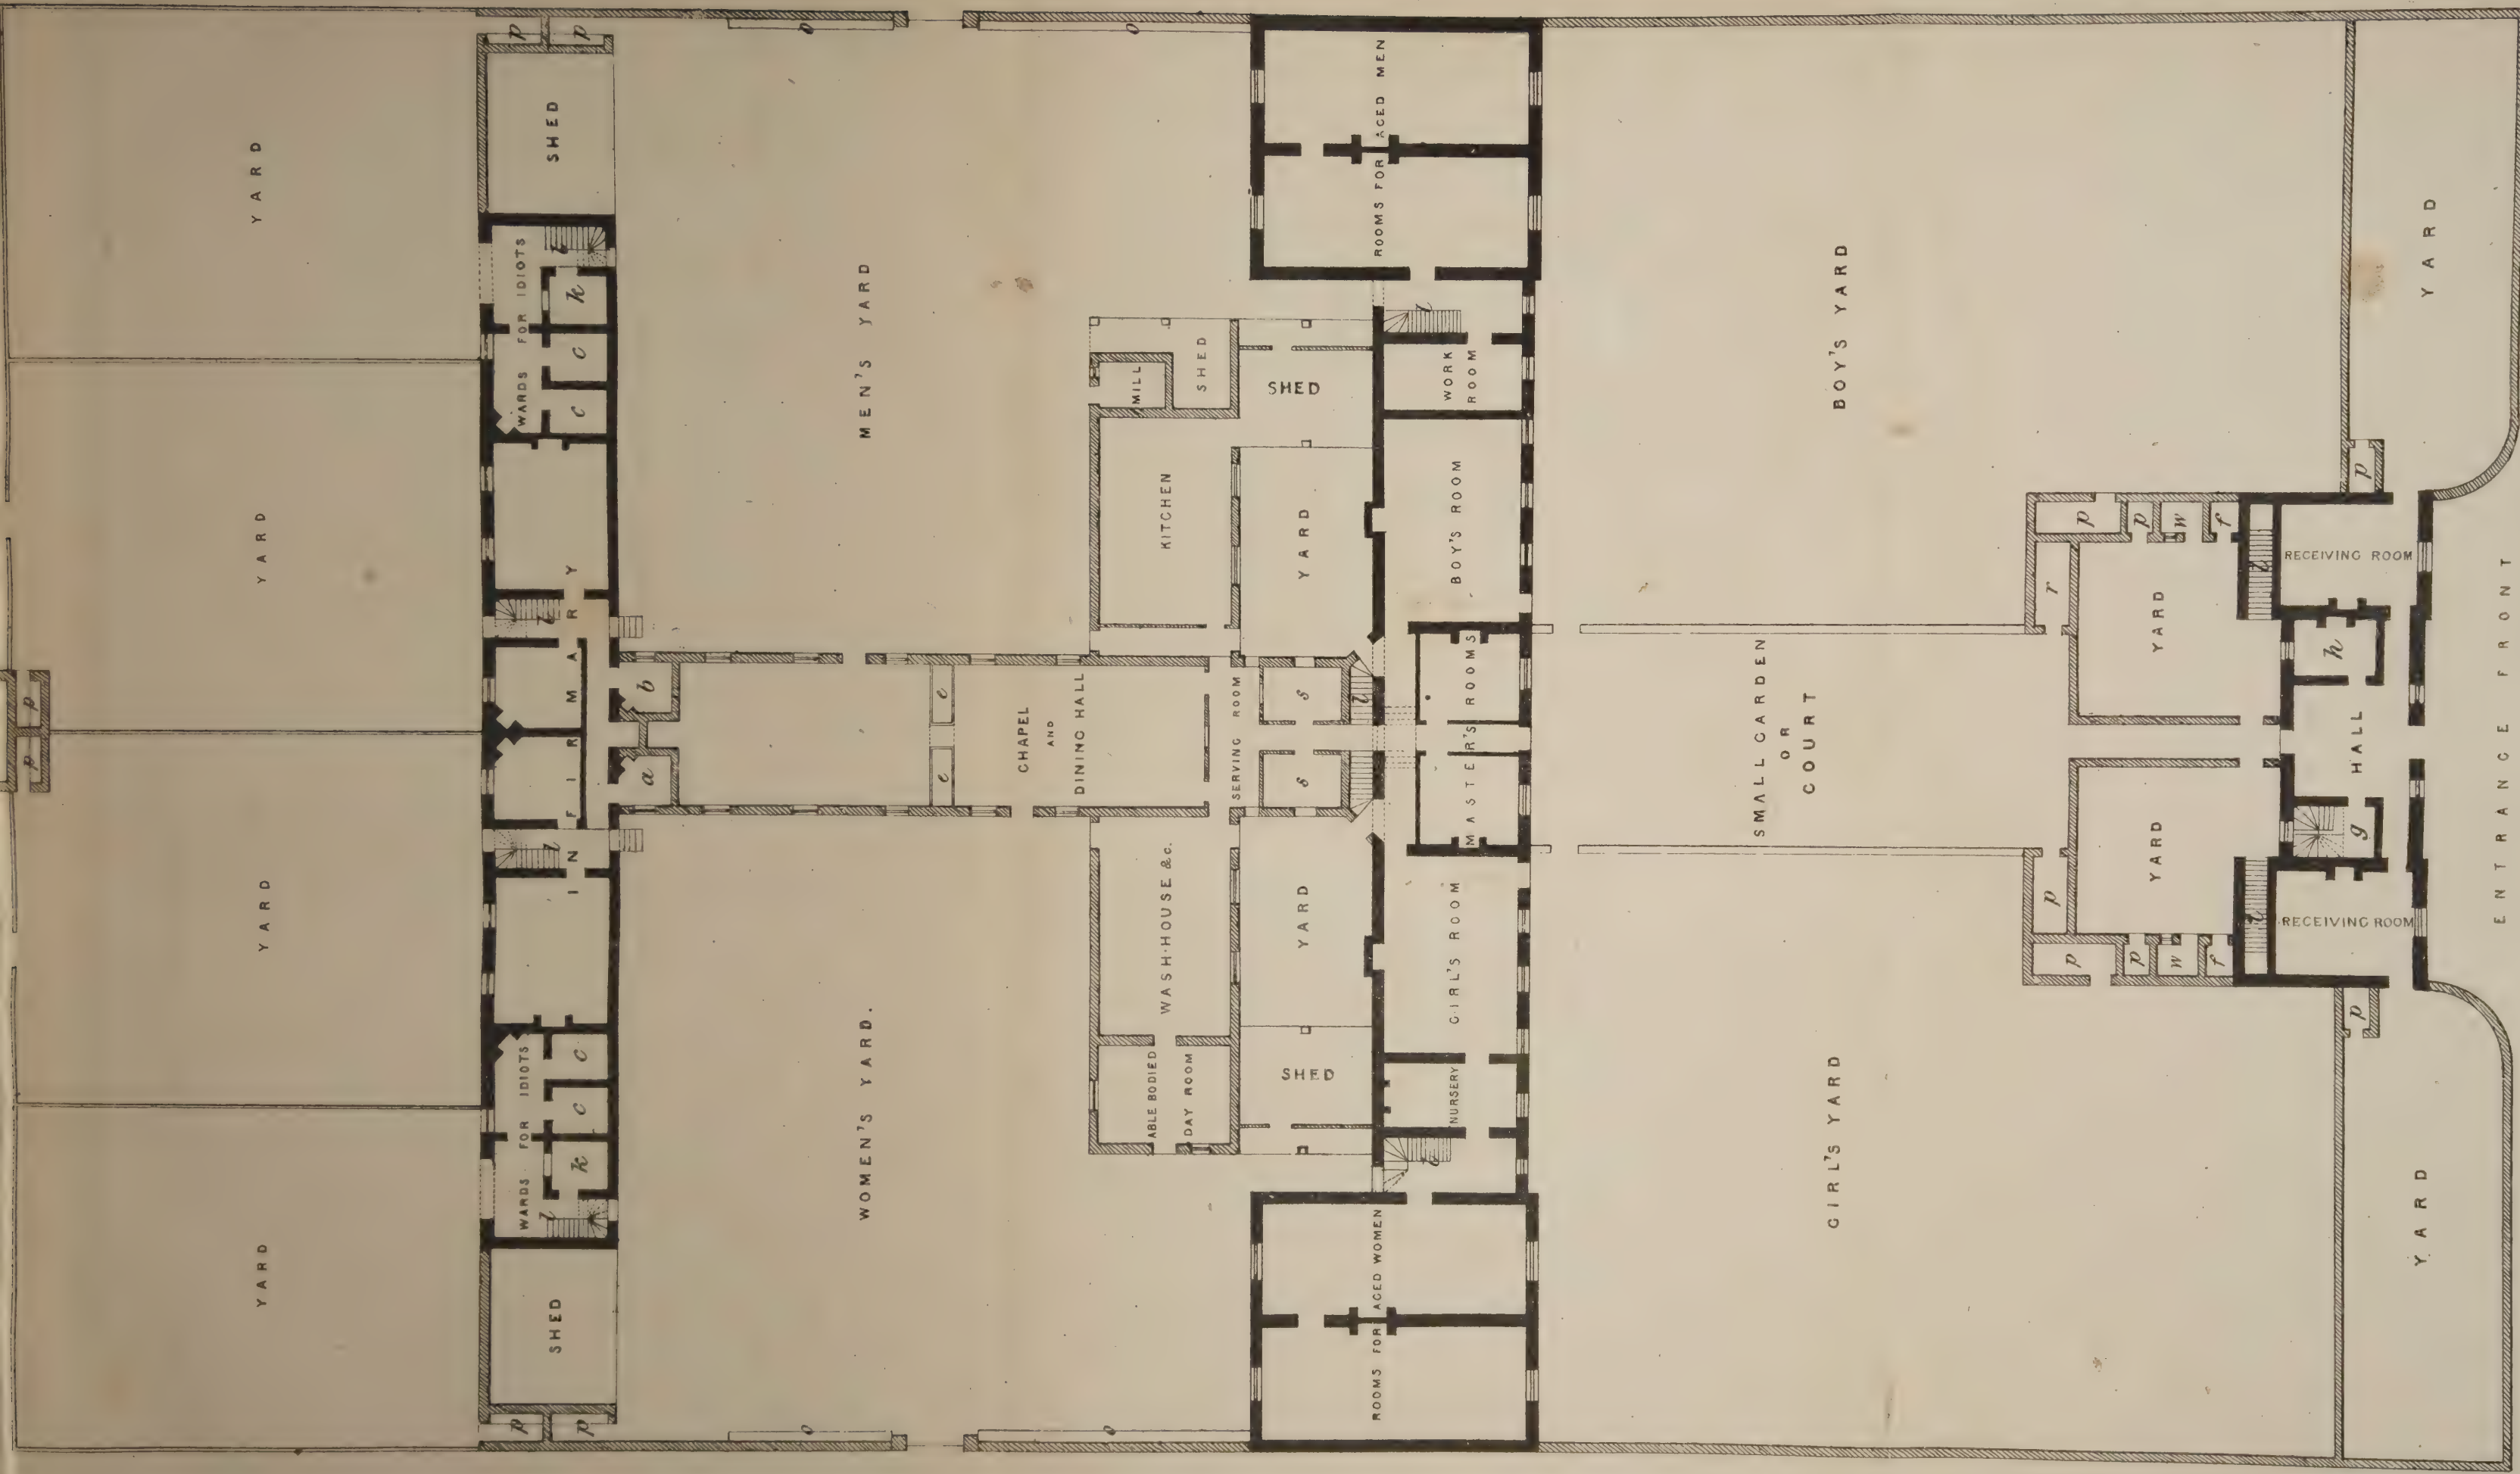 p p
YARD
YARD
YARD
YARD
p p
SHED
WARDS FOR IDIOTS
l k c c
INFIRMARY
l l
WARDS FOR IDIOTS
c c k l
SHED
p p
a b
o
o
WOMEN'S YARD.
MEN'S YARD
e e
CHAPEL
AND
DINING HALL
o
o
ABLE BODIED
DAY ROOM
WASH-HOUSE &c.
KITCHEN
MILL
SHED
SERVING ROOM
SHED
YARD
s s
YARD
SHED
l
ROOMS FOR AGED WOMEN
l
NURSERY
GIRL'S ROOM
MASTER'S ROOMS
BOY'S ROOM
WORK
ROOM
l
ROOMS FOR AGED MEN
SMALL GARDEN
OR
COURT
GIRL'S YARD
BOY'S YARD
p r
p p
p p
w w
f f
YARD
YARD
l l
RECEIVING ROOM
g
HALL
h
RECEIVING ROOM
p p
YARD
YARD
ENTRANCE FRONT